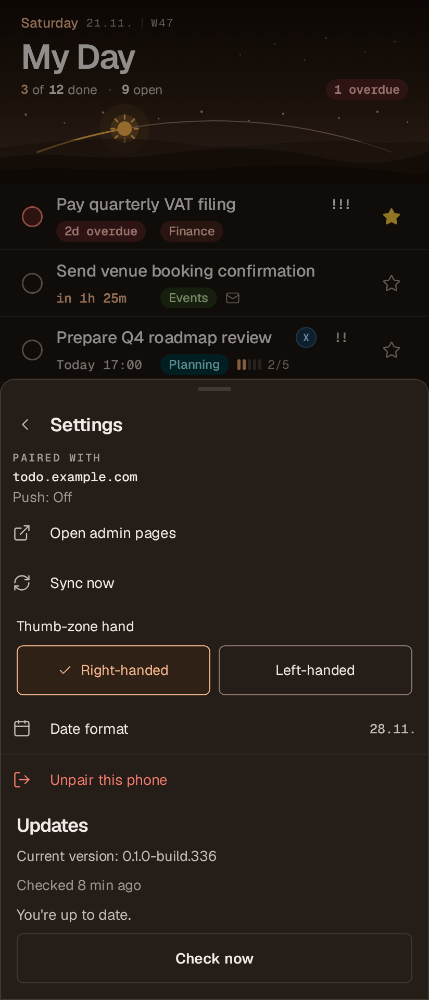 Saturday 21.11. | W47
My Day
3 of 12 done · 9 open
1 overdue
Pay quarterly VAT filing !!!
2d overdue Finance
Send venue booking confirmation
in 1h 25m Events
Prepare Q4 roadmap review X !!
Today 17:00 Planning 2/5
Settings
PAIRED WITH
todo.example.com
Push: Off
Open admin pages
Sync now
Thumb-zone hand
Right-handed Left-handed
Date format 28.11.
Unpair this phone
Updates
Current version: 0.1.0-build.336
Checked 8 min ago
You're up to date.
Check now